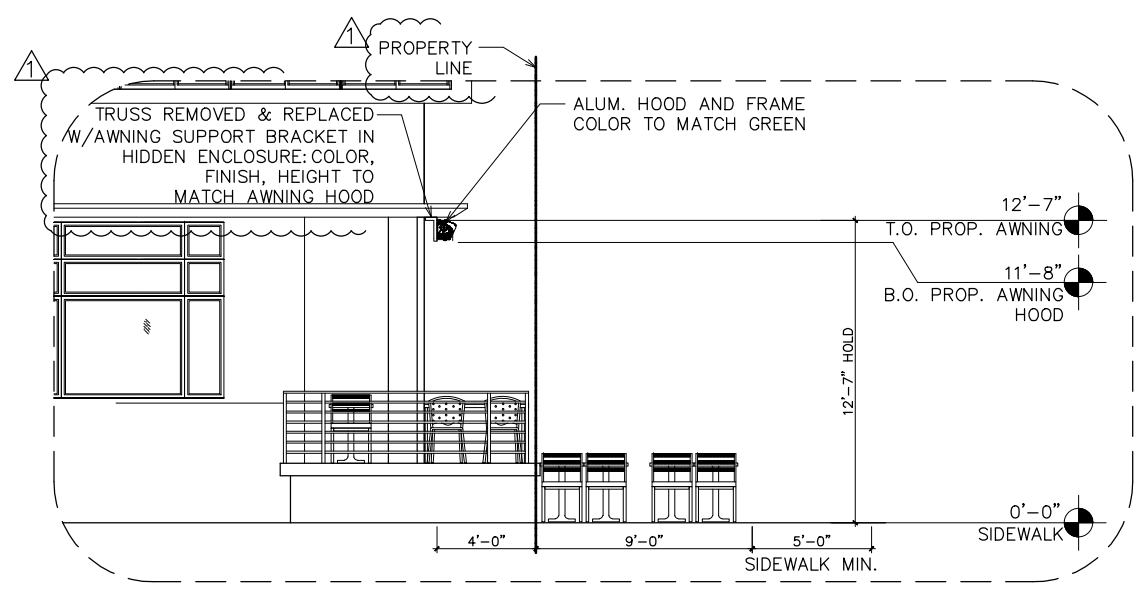 1
PROPERTY
LINE
1
TRUSS REMOVED & REPLACED
W/AWNING SUPPORT BRACKET IN
HIDDEN ENCLOSURE: COLOR,
FINISH, HEIGHT TO
MATCH AWNING HOOD
ALUM. HOOD AND FRAME
COLOR TO MATCH GREEN
12'-7"
T.O. PROP. AWNING
11'-8"
B.O. PROP. AWNING
HOOD
12'-7" HOLD
0'-0"
SIDEWALK
4'-0"
9'-0"
5'-0"
SIDEWALK MIN.